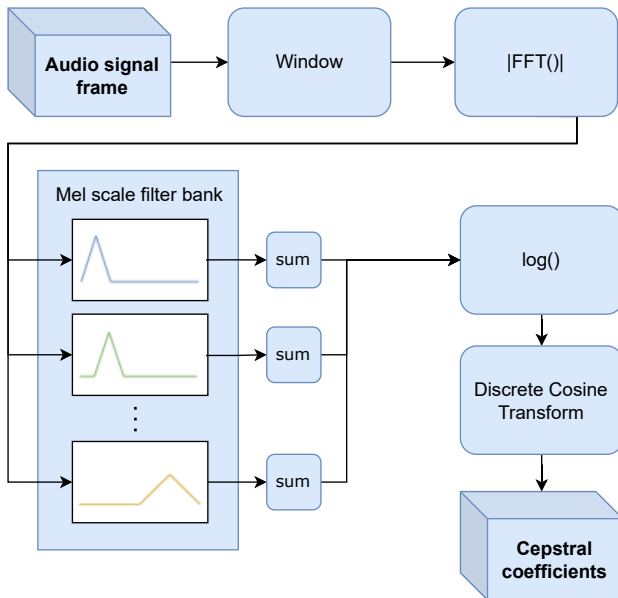 Audio signal
frame
Window
|FFT()|
Mel scale filter bank
sum
log()
sum
Discrete Cosine
Transform
⋮
sum
Cepstral
coefficients